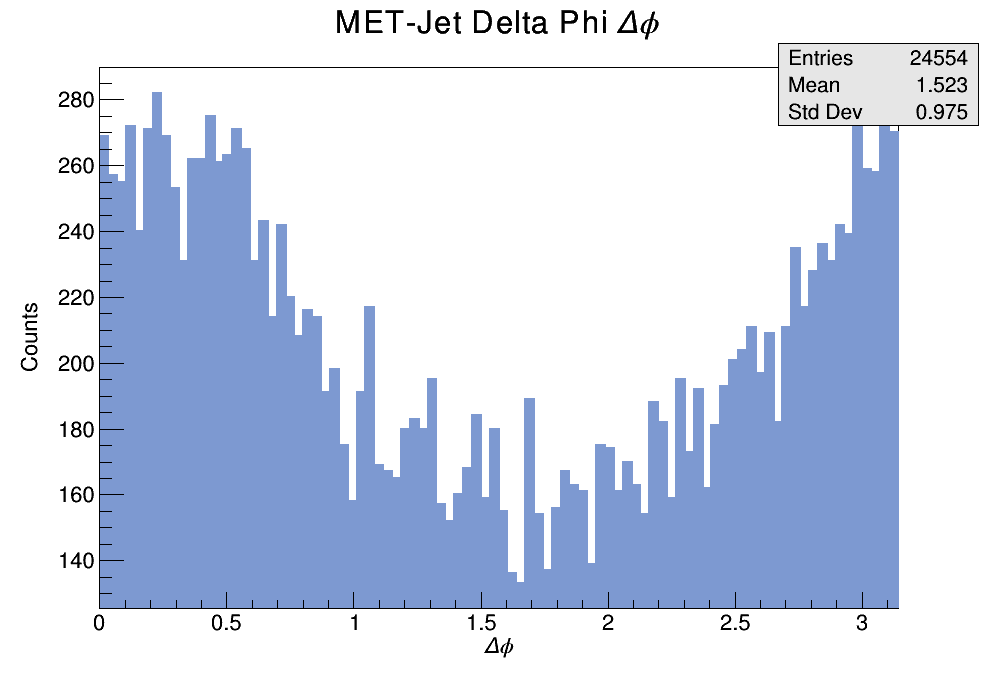 MET-Jet Delta Phi Δϕ
Entries 24554
Mean 1.523
Std Dev 0.975
280
260
240
220
200
180
160
140
Counts
0 0.5 1 1.5 2 2.5 3
Δϕ